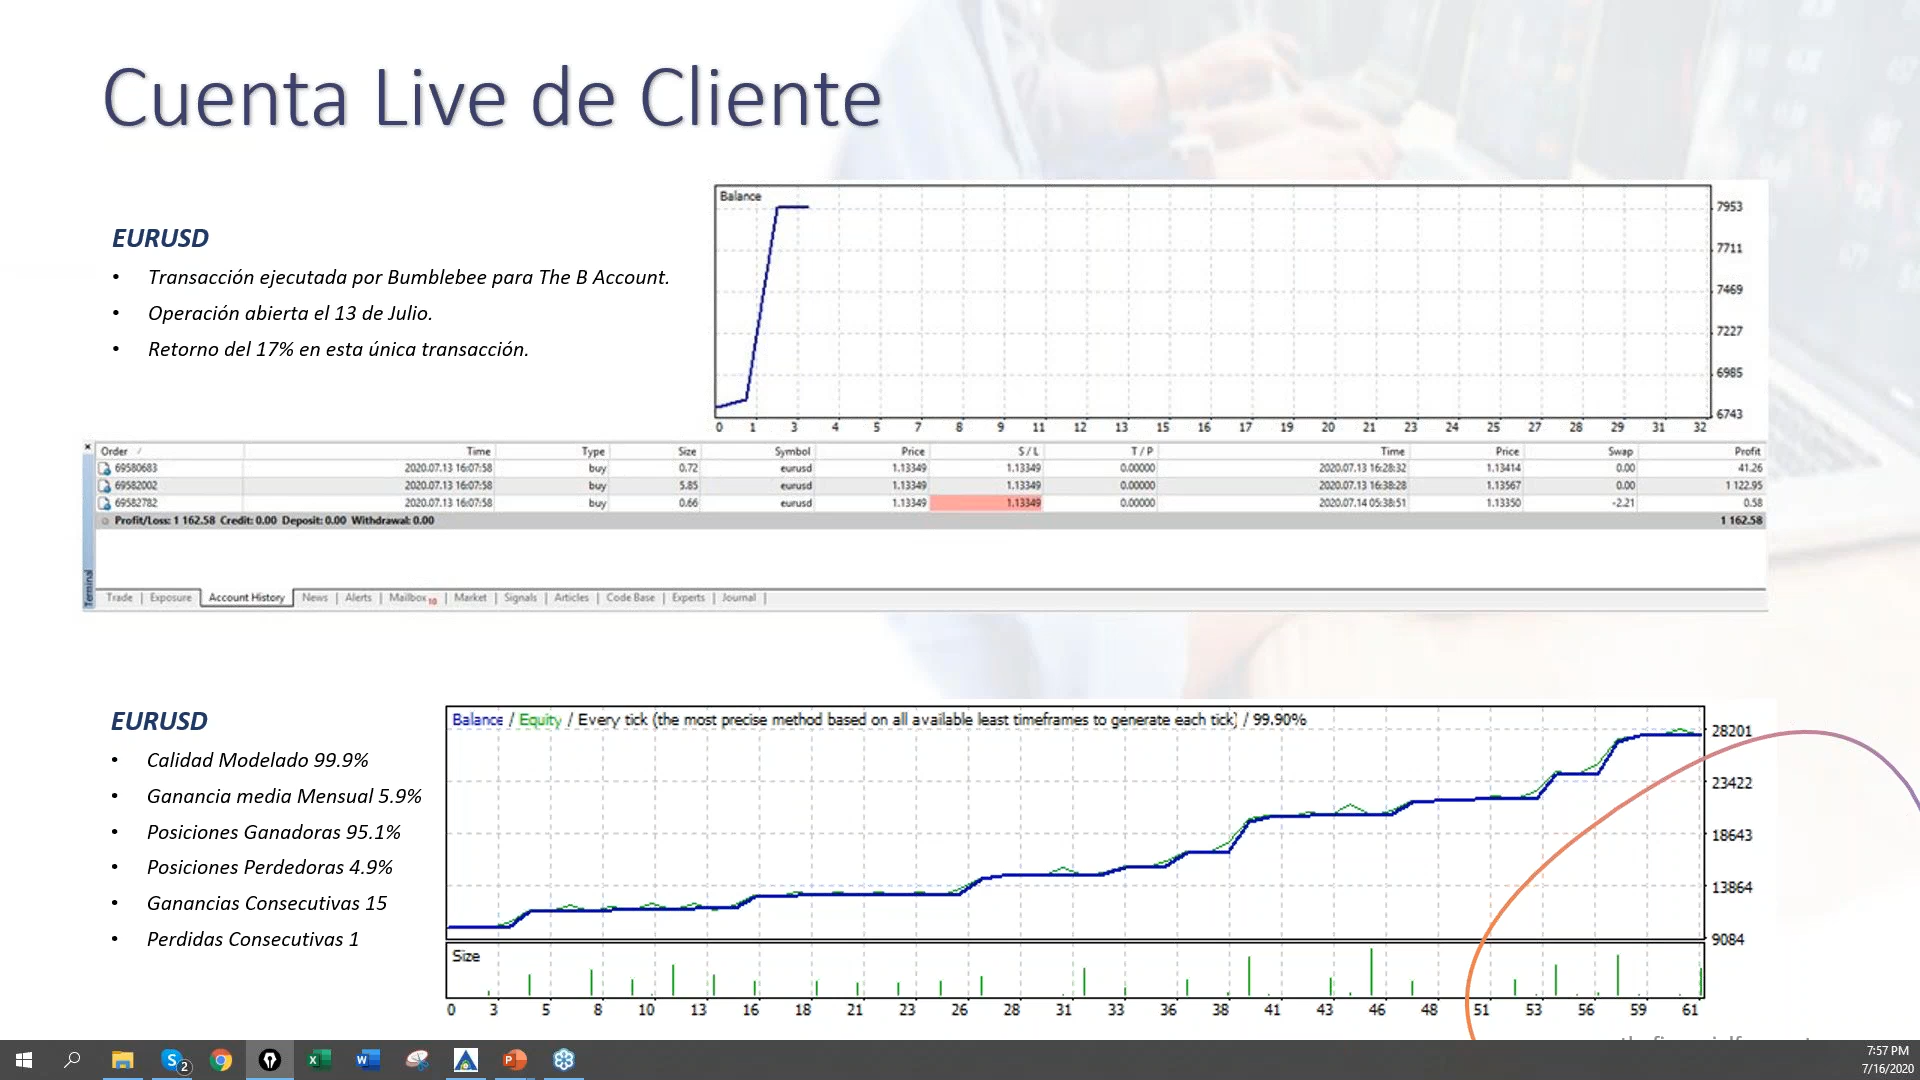 Cuenta Live de Cliente
EURUSD
• Transacción ejecutada por Bumblebee para The B Account.
• Operación abierta el 13 de Julio.
• Retorno del 17% en esta única transacción.
Balance
7953
7711
7469
7227
6985
6743
0 1 3 4 5 7 8 9 11 12 13 15 16 17 19 20 21 23 24 25 27 28 29 31 32
Order / Time Type Size Symbol Price S / L T / P Time Price Swap Profit
69580683 2020.07.13 16:07:58 buy 0.72 eurusd 1.13349 1.13349 0.00000 2020.07.13 16:28:32 1.13414 0.00 41.26
69582002 2020.07.13 16:07:58 buy 5.85 eurusd 1.13349 1.13349 0.00000 2020.07.13 16:38:28 1.13567 0.00 1 122.95
69582782 2020.07.13 16:07:58 buy 0.66 eurusd 1.13349 1.13349 0.00000 2020.07.14 05:38:51 1.13350 -2.21 0.58
Profit/Loss: 1 162.58 Credit: 0.00 Deposit: 0.00 Withdrawal: 0.00 1 162.58
Terminal
Trade | Exposure | Account History | News | Alerts | Mailbox 10 | Market | Signals | Articles | Code Base | Experts | Journal |
EURUSD
• Calidad Modelado 99.9%
• Ganancia media Mensual 5.9%
• Posiciones Ganadoras 95.1%
• Posiciones Perdedoras 4.9%
• Ganancias Consecutivas 15
• Perdidas Consecutivas 1
Balance / Equity / Every tick (the most precise method based on all available least timeframes to generate each tick) / 99.90%
28201
23422
18643
13864
9084
Size
0 3 5 8 10 13 16 18 21 23 26 28 31 33 36 38 41 43 46 48 51 53 56 59 61
2
7:57 PM
7/16/2020